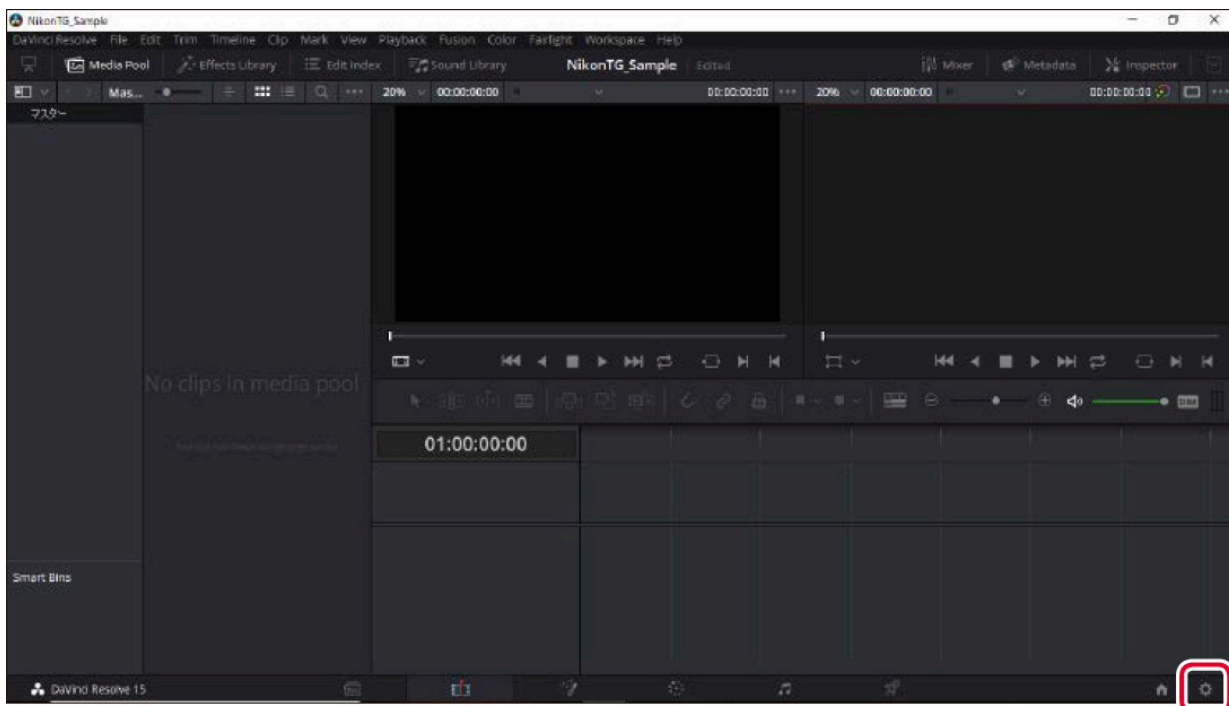 NikonTG_Sample
DaVinci Resolve File Edit Trim Timeline Clip Mark View Playback Fusion Color Fairlight Workspace Help
Media Pool Effects Library Edit Index Sound Library NikonTG_Sample Edited Mixer Metadata Inspector
Mas... 20% 00:00:00:00 00:00:00:00 20% 00:00:00:00 00:00:00:00
マスター
No clips in media pool
01:00:00:00
Smart Bins
DaVinci Resolve 15